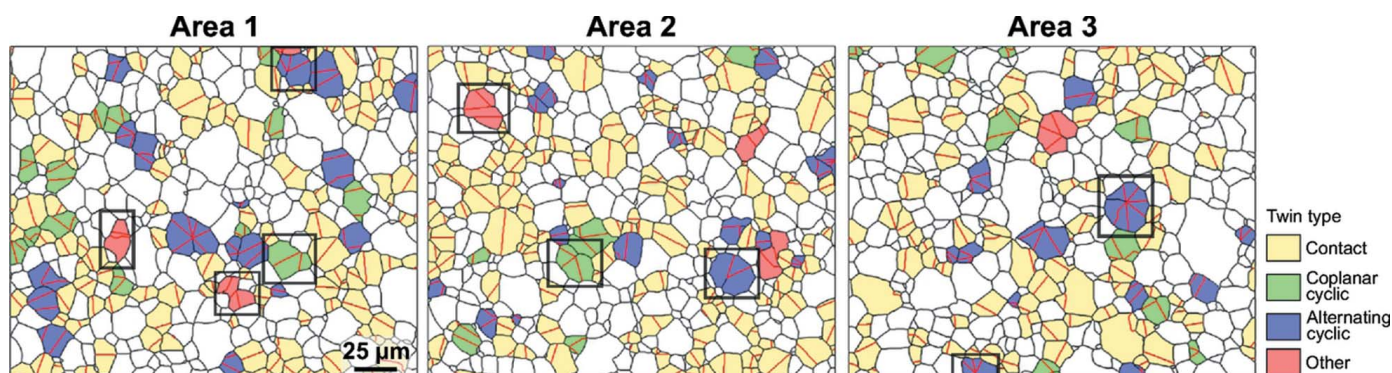 Area 1
Area 2
Area 3
25 μm
Twin type
Contact
Coplanar
cyclic
Alternating
cyclic
Other